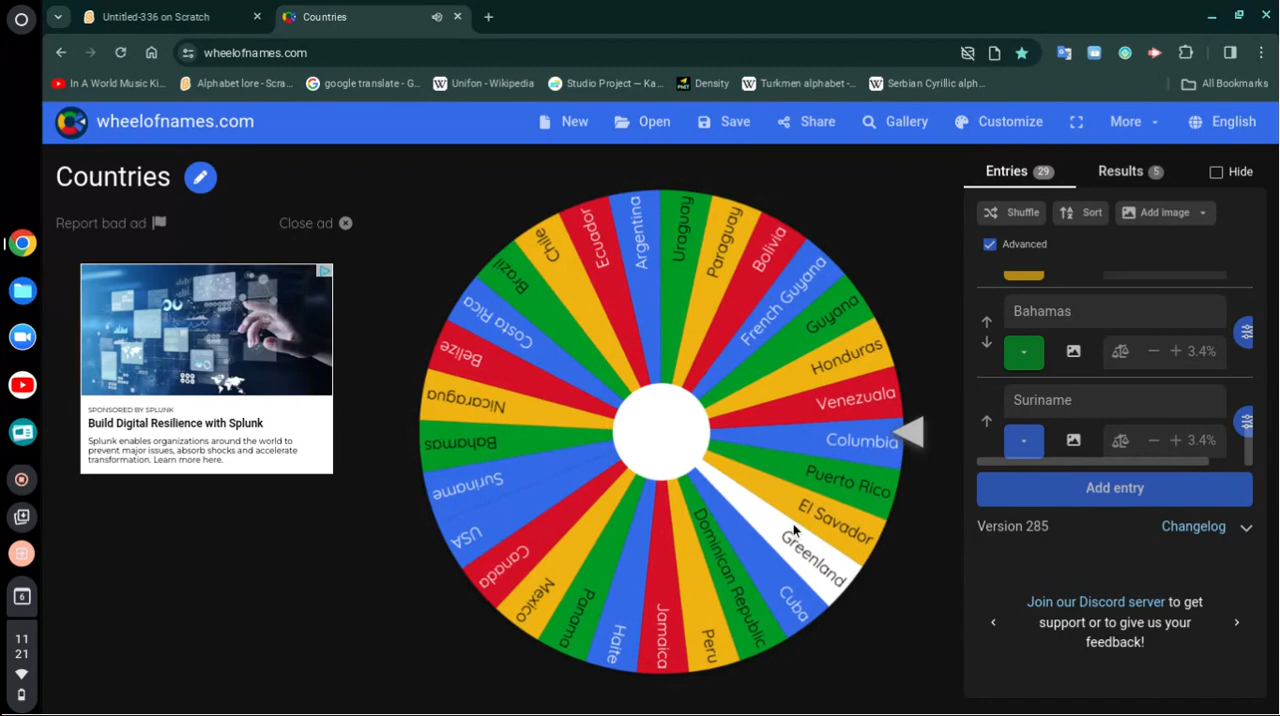 Untitled-336 on Scratch
Countries
wheelofnames.com
In A World Music Ki...
Alphabet lore - Scra...
google translate - G...
Unifon - Wikipedia
Studio Project — Ka...
Density
Turkmen alphabet -...
Serbian Cyrillic alph...
All Bookmarks
wheelofnames.com
New
Open
Save
Share
Gallery
Customize
More
English
Countries
Report bad ad
Close ad
SPONSORED BY SPLUNK
Build Digital Resilience with Splunk
Splunk enables organizations around the world to
prevent major issues, absorb shocks and accelerate
transformation. Learn more here.
Argentina
Uraguay
Paraguay
Bolivia
French Guyana
Guyana
Honduras
Venezuala
Columbia
Puerto Rico
El Savador
Greenland
Cuba
Dominican Republic
Peru
Jamaica
Haite
Panama
Mexico
Canada
USA
Suriname
Bahamas
Nicaragua
Belize
Costa Rica
Brazil
Chile
Ecuador
Entries 29
Results 5
Hide
Shuffle
Sort
Add image
Advanced
Bahamas
3.4%
Suriname
3.4%
Add entry
Version 285
Changelog
Join our Discord server to get
support or to give us your
feedback!
6
11
21